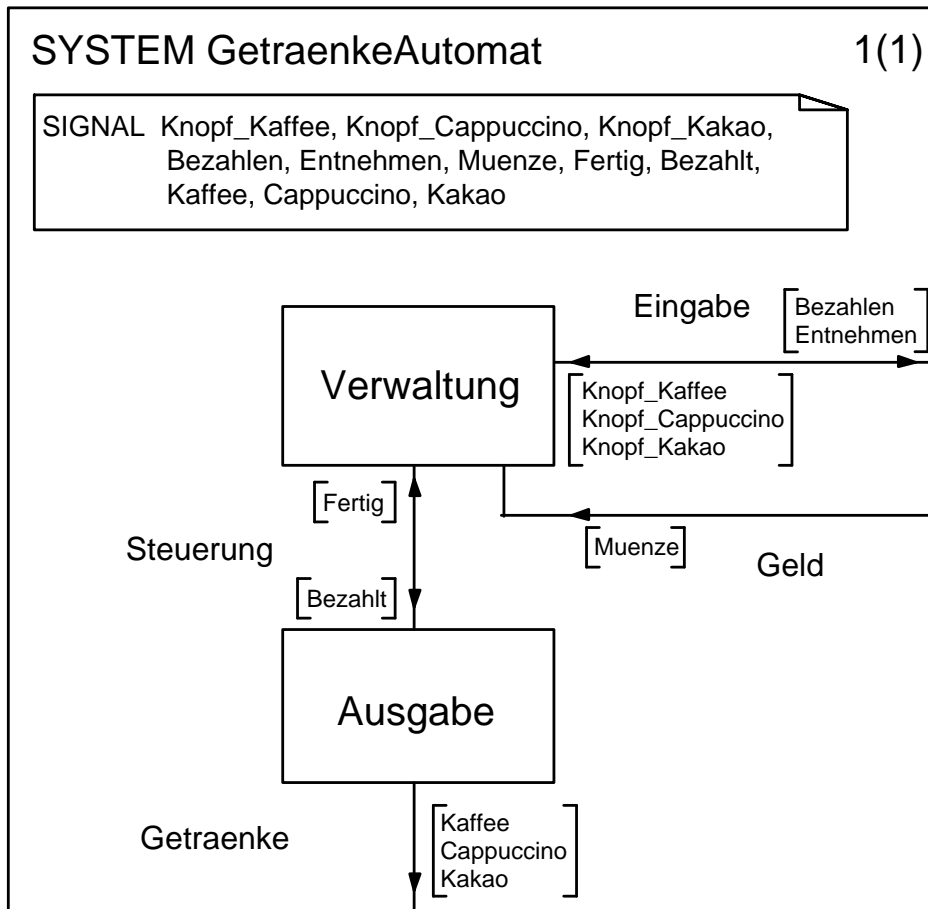 SYSTEM GetraenkeAutomat 1(1)
SIGNAL Knopf_Kaffee, Knopf_Cappuccino, Knopf_Kakao,
Bezahlen, Entnehmen, Muenze, Fertig, Bezahlt,
Kaffee, Cappuccino, Kakao
Eingabe
Bezahlen
Entnehmen
Verwaltung
Knopf_Kaffee
Knopf_Cappuccino
Knopf_Kakao
[Fertig]
Steuerung
[Muenze]
Geld
[Bezahlt]
Ausgabe
Getraenke
Kaffee
Cappuccino
Kakao